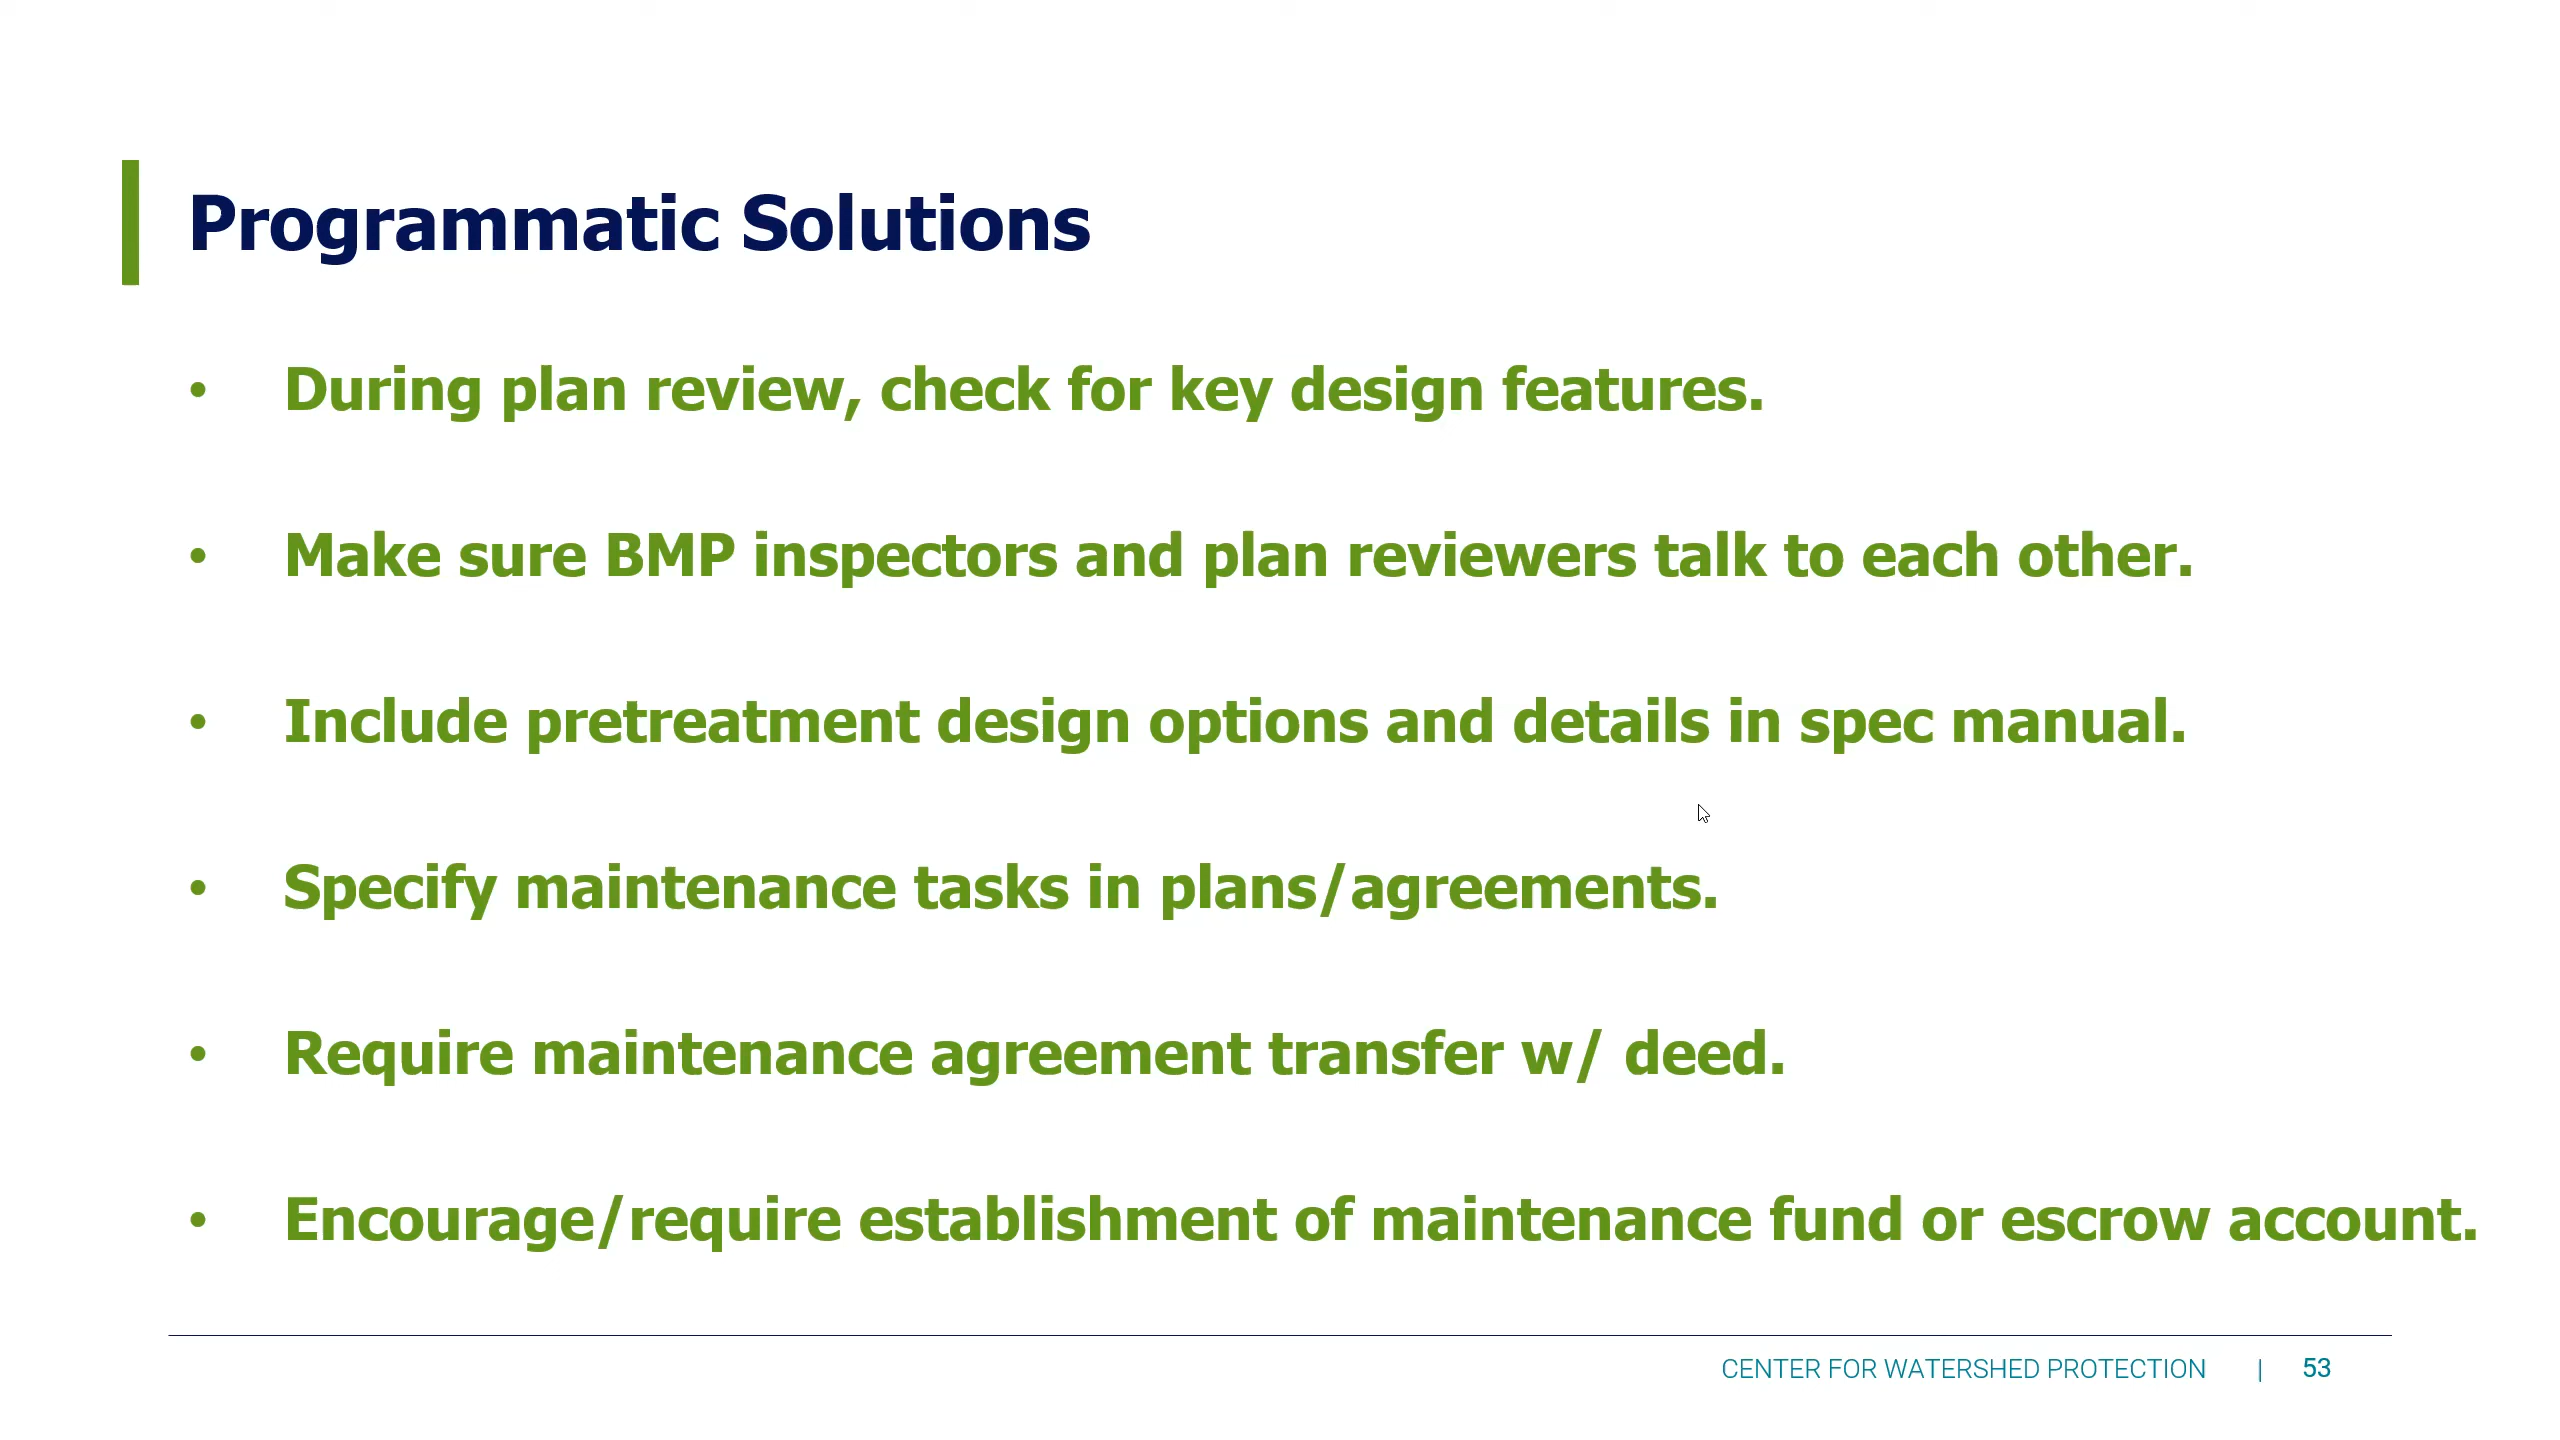 Programmatic Solutions
• During plan review, check for key design features.
• Make sure BMP inspectors and plan reviewers talk to each other.
• Include pretreatment design options and details in spec manual.
• Specify maintenance tasks in plans/agreements.
• Require maintenance agreement transfer w/ deed.
• Encourage/require establishment of maintenance fund or escrow account.
CENTER FOR WATERSHED PROTECTION | 53